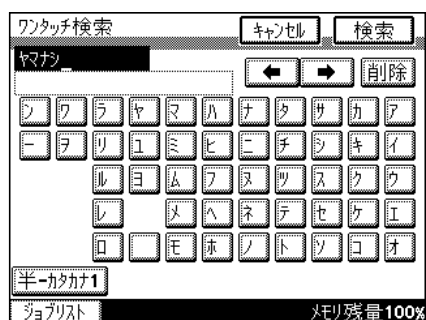 ワンタッチ検索 キャンセル 検索
ヤマナシ_
← → 削除
ン ワ ラ ヤ マ ハ ナ タ サ カ ア
ー ヲ リ ユ ミ ヒ ニ チ シ キ イ
ル ヨ ム フ ヌ ツ ス ク ウ
レ メ ヘ ネ テ セ ケ エ
ロ モ ホ ノ ト ソ コ オ
半-カタカナ1
ジョブリスト メモリ残量100%